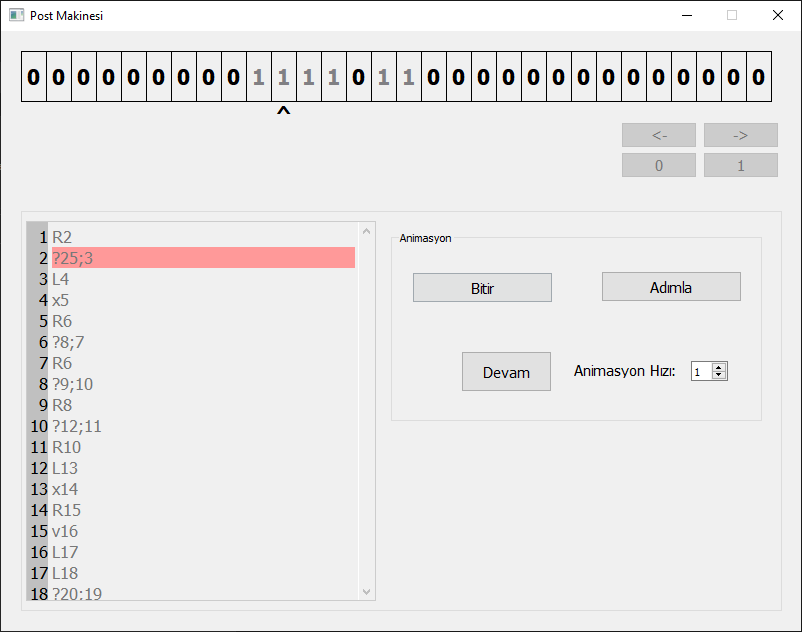 Post Makinesi
0 0 0 0 0 0 0 0 0 1 1 1 1 0 1 1 0 0 0 0 0 0 0 0 0 0 0 0 0 0
^
<- ->
0 1
1 R2
2 ?25;3
3 L4
4 x5
5 R6
6 ?8;7
7 R6
8 ?9;10
9 R8
10 ?12;11
11 R10
12 L13
13 x14
14 R15
15 v16
16 L17
17 L18
18 ?20;19
Animasyon
Bitir Adımla
Devam Animasyon Hızı: 1